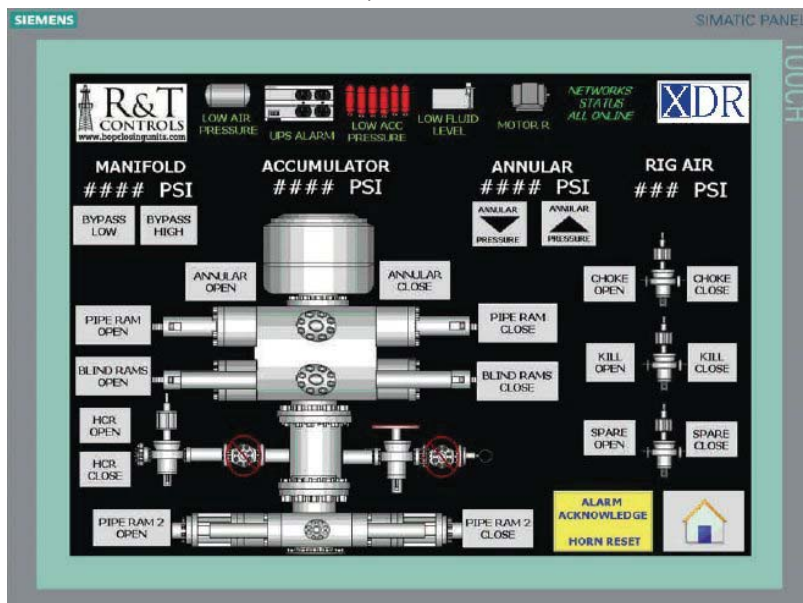 SIEMENS
SIMATIC PANEL
TOUCH
R&T
CONTROLS
www.bopclosingunits.com
LOW AIR
PRESSURE
UPS ALARM
LOW ACC
PRESSURE
LOW FLUID
LEVEL
MOTOR R
NETWORKS
STATUS
ALL ONLINE
XDR
MANIFOLD
#### PSI
ACCUMULATOR
#### PSI
ANNULAR
#### PSI
RIG AIR
### PSI
BYPASS
LOW
BYPASS
HIGH
ANNULAR
PRESSURE
ANNULAR
PRESSURE
ANNULAR
OPEN
ANNULAR
CLOSE
CHOKE
OPEN
CHOKE
CLOSE
PIPE RAM
OPEN
PIPE RAM
CLOSE
KILL
OPEN
KILL
CLOSE
BLIND RAMS
OPEN
BLIND RAMS
CLOSE
HCR
OPEN
HCR
CLOSE
SPARE
OPEN
SPARE
CLOSE
PIPE RAM 2
OPEN
PIPE RAM 2
CLOSE
ALARM
ACKNOWLEDGE
HORN RESET